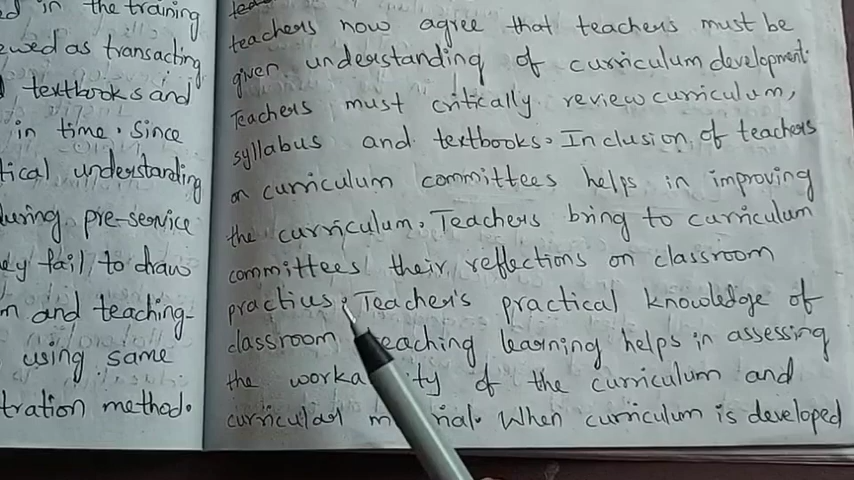 ed in the training
ewed as transacting
textbooks and
in time. Since
tical understanding
during pre-service
ey fail to draw
m and teaching-
using same
tration method.
teachers now agree that teachers must be
given understanding of curriculum development.
Teachers must critically review curriculum,
syllabus and textbooks. Inclusion of teachers
on curriculum committees helps in improving
the curriculum. Teachers bring to curriculum
committees their reflections on classroom
practius. Teacher's practical knowledge of
classroom teaching learning helps in assessing
the worka ity of the curriculum and
curricular m rial. When curriculum is developed